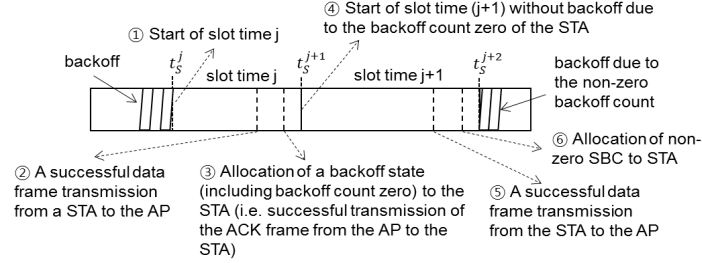 ④ Start of slot time (j+1) without backoff due
to the backoff count zero of the STA
① Start of slot time j
backoff
t_S^j
slot time j
t_S^{j+1}
slot time j+1
t_S^{j+2}
backoff due to
the non-zero
backoff count
② A successful data
frame transmission
from a STA to the AP
③ Allocation of a backoff state
(including backoff count zero) to the
STA (i.e. successful transmission of
the ACK frame from the AP to the
STA)
⑥ Allocation of non-
zero SBC to STA
⑤ A successful data
frame transmission
from the STA to the AP